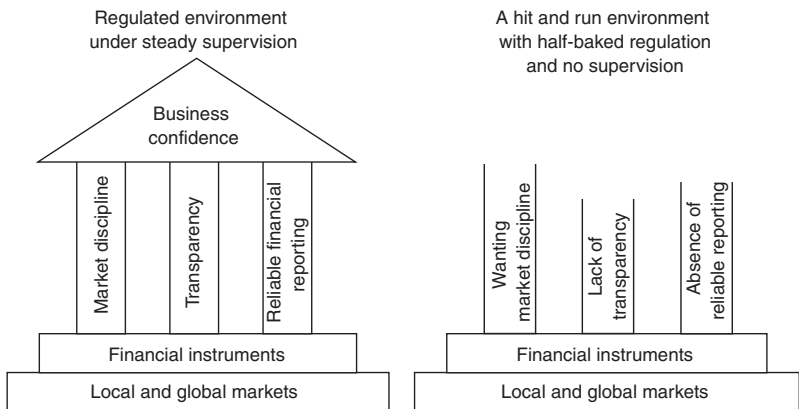 Regulated environment
under steady supervision
Business
confidence
Market discipline
Transparency
Reliable financial
reporting
Financial instruments
Local and global markets
A hit and run environment
with half-baked regulation
and no supervision
Wanting
market discipline
Lack of
transparency
Absence of
reliable reporting
Financial instruments
Local and global markets